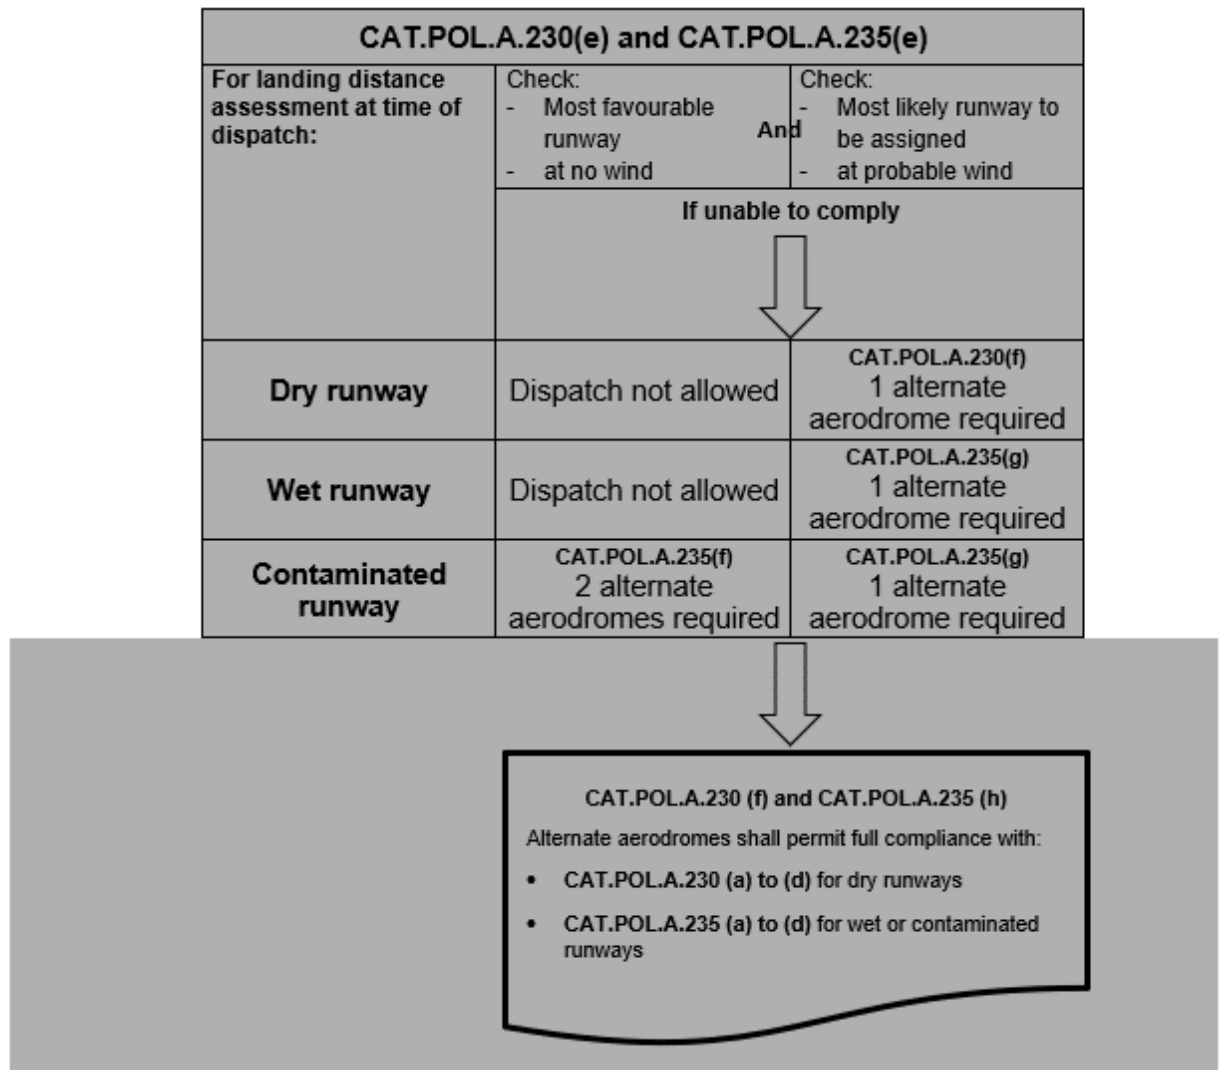 CAT.POL.A.230(e) and CAT.POL.A.235(e)
For landing distance
assessment at time of
dispatch:
Check:
- Most favourable
runway
- at no wind
And
Check:
- Most likely runway to
be assigned
- at probable wind
If unable to comply
Dry runway
Dispatch not allowed
CAT.POL.A.230(f)
1 alternate
aerodrome required
Wet runway
Dispatch not allowed
CAT.POL.A.235(g)
1 alternate
aerodrome required
Contaminated
runway
CAT.POL.A.235(f)
2 alternate
aerodromes required
CAT.POL.A.235(g)
1 alternate
aerodrome required
CAT.POL.A.230 (f) and CAT.POL.A.235 (h)
Alternate aerodromes shall permit full compliance with:
• CAT.POL.A.230 (a) to (d) for dry runways
• CAT.POL.A.235 (a) to (d) for wet or contaminated
runways